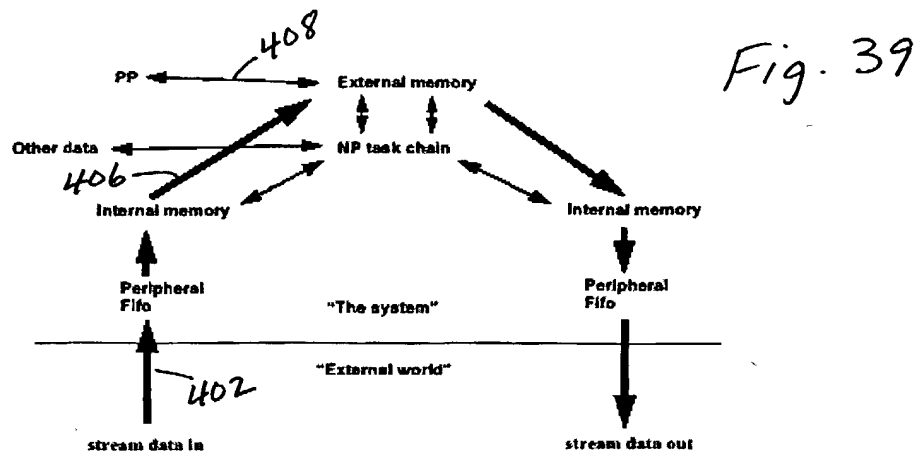 408
Fig. 39
PP
External memory
Other data
NP task chain
406
Internal memory
Internal memory
Peripheral
Fifo
Peripheral
Fifo
"The system"
"External world"
402
stream data in
stream data out